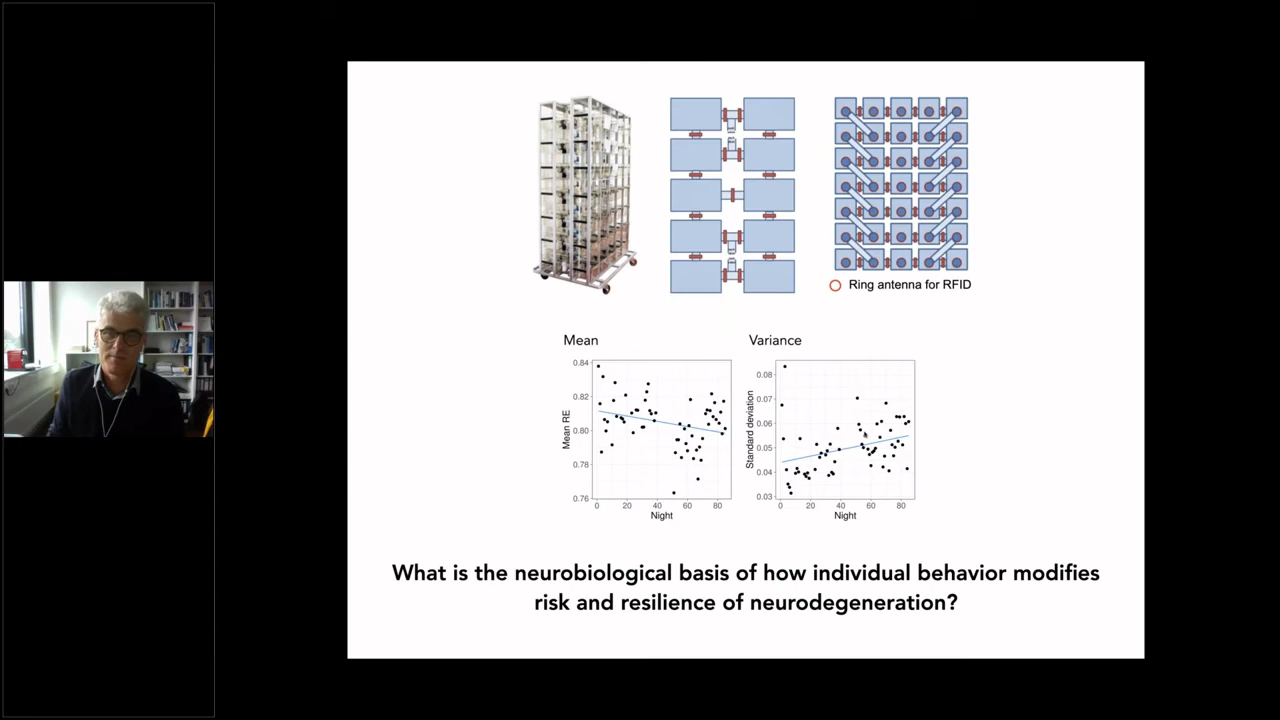 Ring antenna for RFID
Mean
Variance
0.84
0.82
0.80
0.78
0.76
Mean RE
0
20
40
60
80
Night
0.08
0.07
0.06
0.05
0.04
0.03
Standard deviation
0
20
40
60
80
Night
What is the neurobiological basis of how individual behavior modifies
risk and resilience of neurodegeneration?